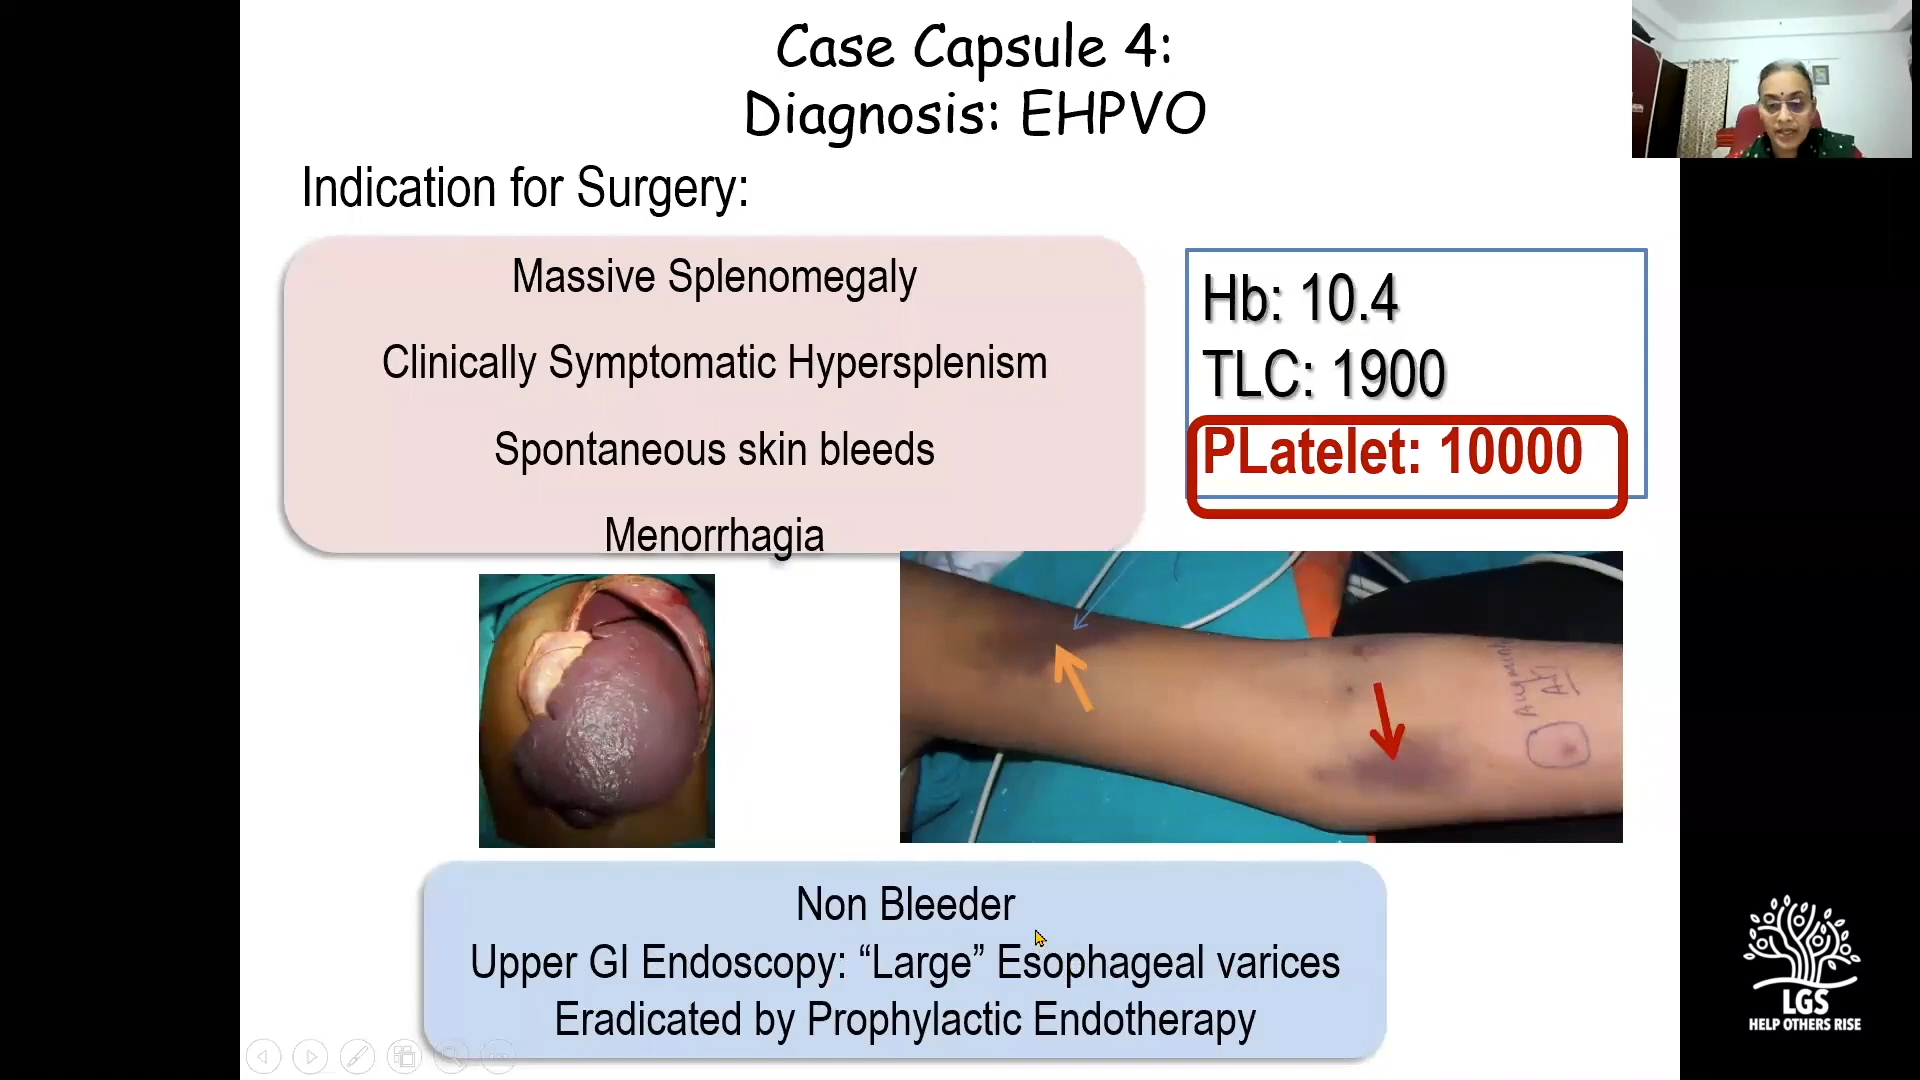 Case Capsule 4:
Diagnosis: EHPVO
Indication for Surgery:
Massive Splenomegaly
Clinically Symptomatic Hypersplenism
Spontaneous skin bleeds
Menorrhagia
Hb: 10.4
TLC: 1900
PLatelet: 10000
Non Bleeder
Upper GI Endoscopy: “Large” Esophageal varices
Eradicated by Prophylactic Endotherapy
LGS
HELP OTHERS RISE